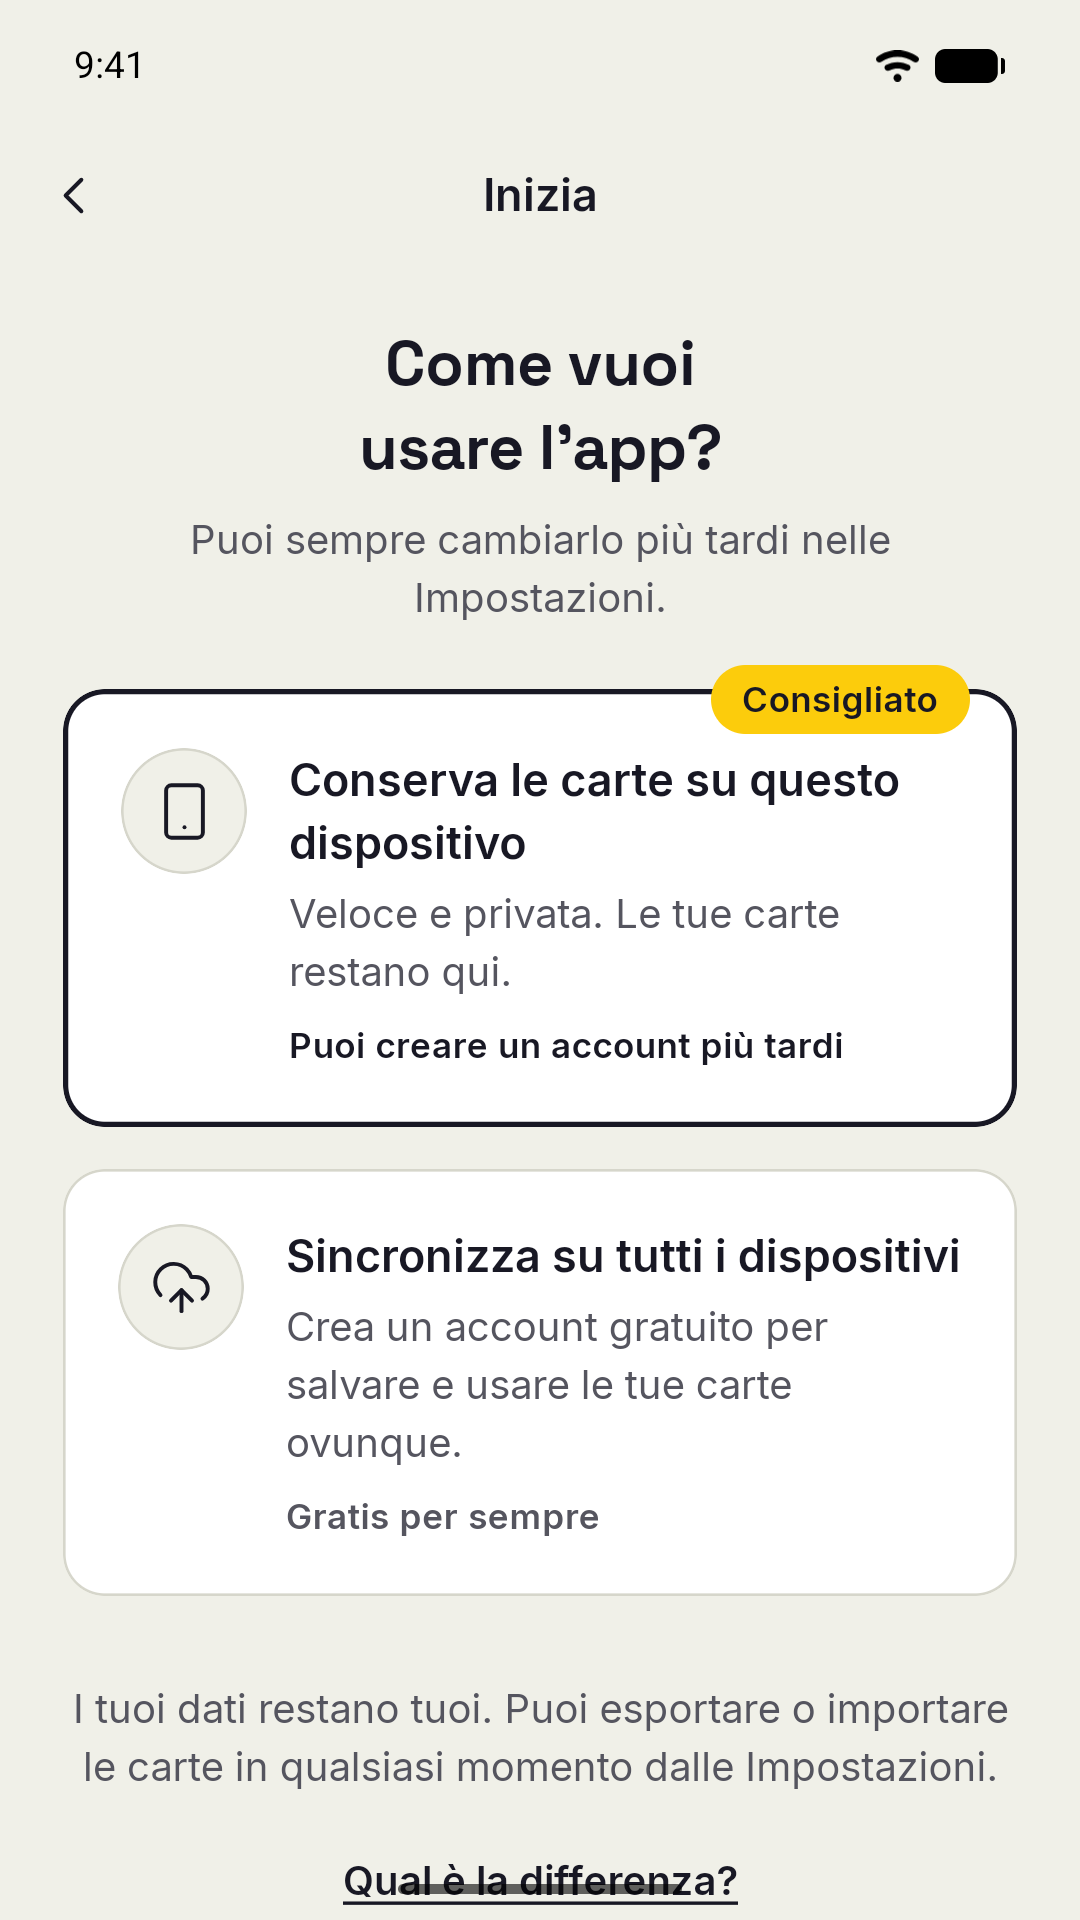 9:41
Inizia
Come vuoi
usare l’app?
Puoi sempre cambiarlo più tardi nelle
Impostazioni.
Consigliato
Conserva le carte su questo
dispositivo
Veloce e privata. Le tue carte
restano qui.
Puoi creare un account più tardi
Sincronizza su tutti i dispositivi
Crea un account gratuito per
salvare e usare le tue carte
ovunque.
Gratis per sempre
I tuoi dati restano tuoi. Puoi esportare o importare
le carte in qualsiasi momento dalle Impostazioni.
Qual è la differenza?